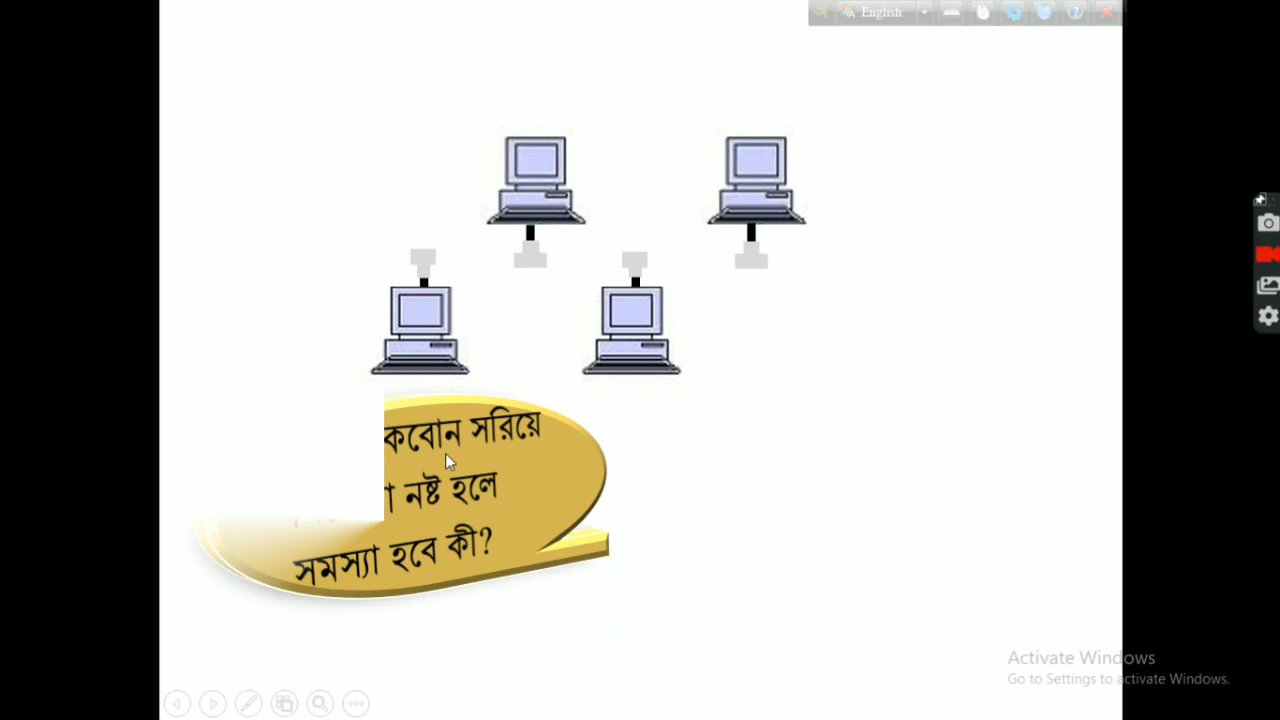 English
কবোন সরিয়ে
নষ্ট হলে
সমস্যা হবে কী?
Activate Windows
Go to Settings to activate Windows.